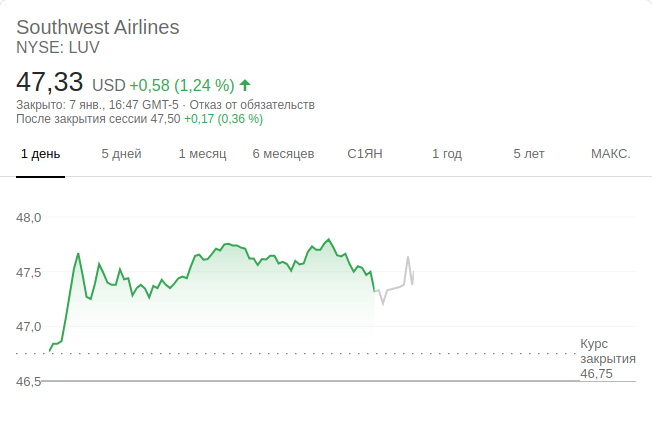 Southwest Airlines
NYSE: LUV
47,33 USD +0,58 (1,24 %)
Закрыто: 7 янв., 16:47 GMT-5 · Отказ от обязательств
После закрытия сессии 47,50 +0,17 (0,36 %)
1 день 5 дней 1 месяц 6 месяцев С1ЯН 1 год 5 лет МАКС.
48,0
47,5
47,0
Курс
закрытия
46,75
46,5